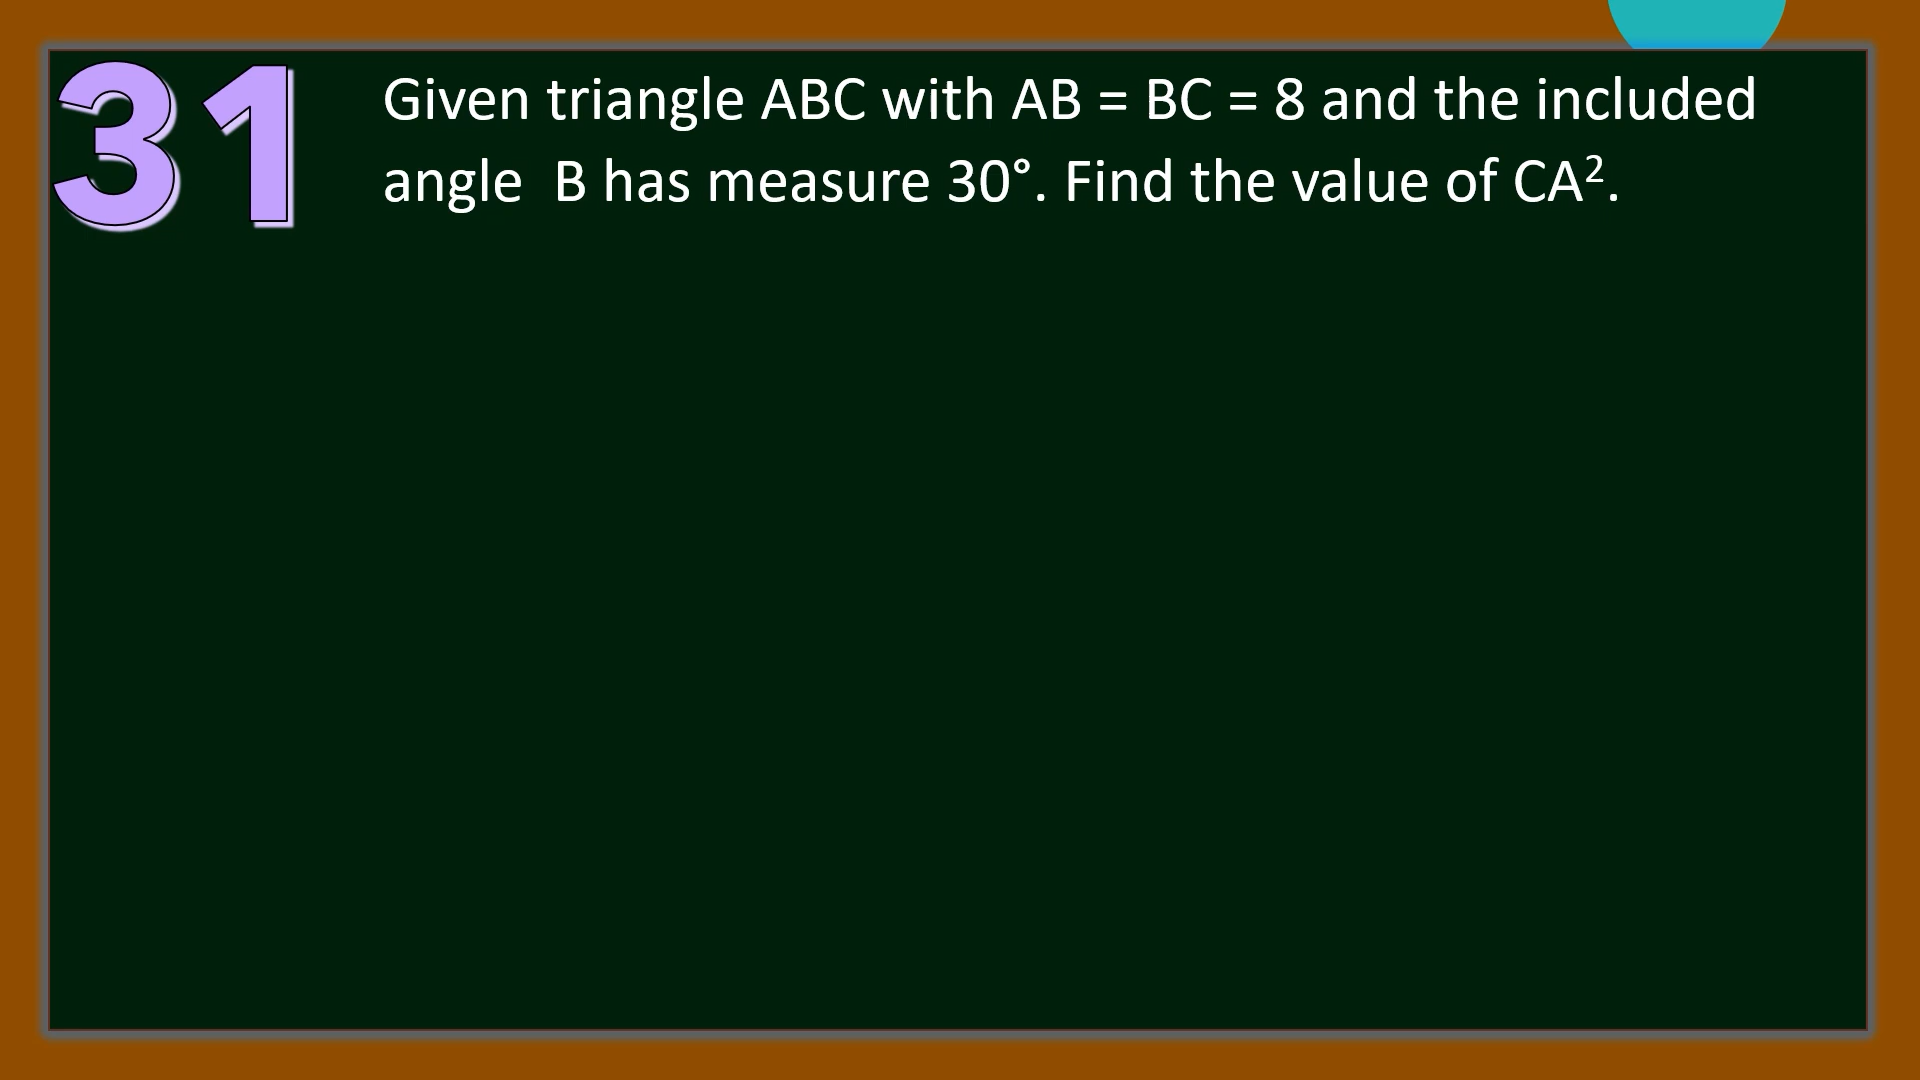 31
Given triangle ABC with AB = BC = 8 and the included
angle  B has measure 30°. Find the value of CA².